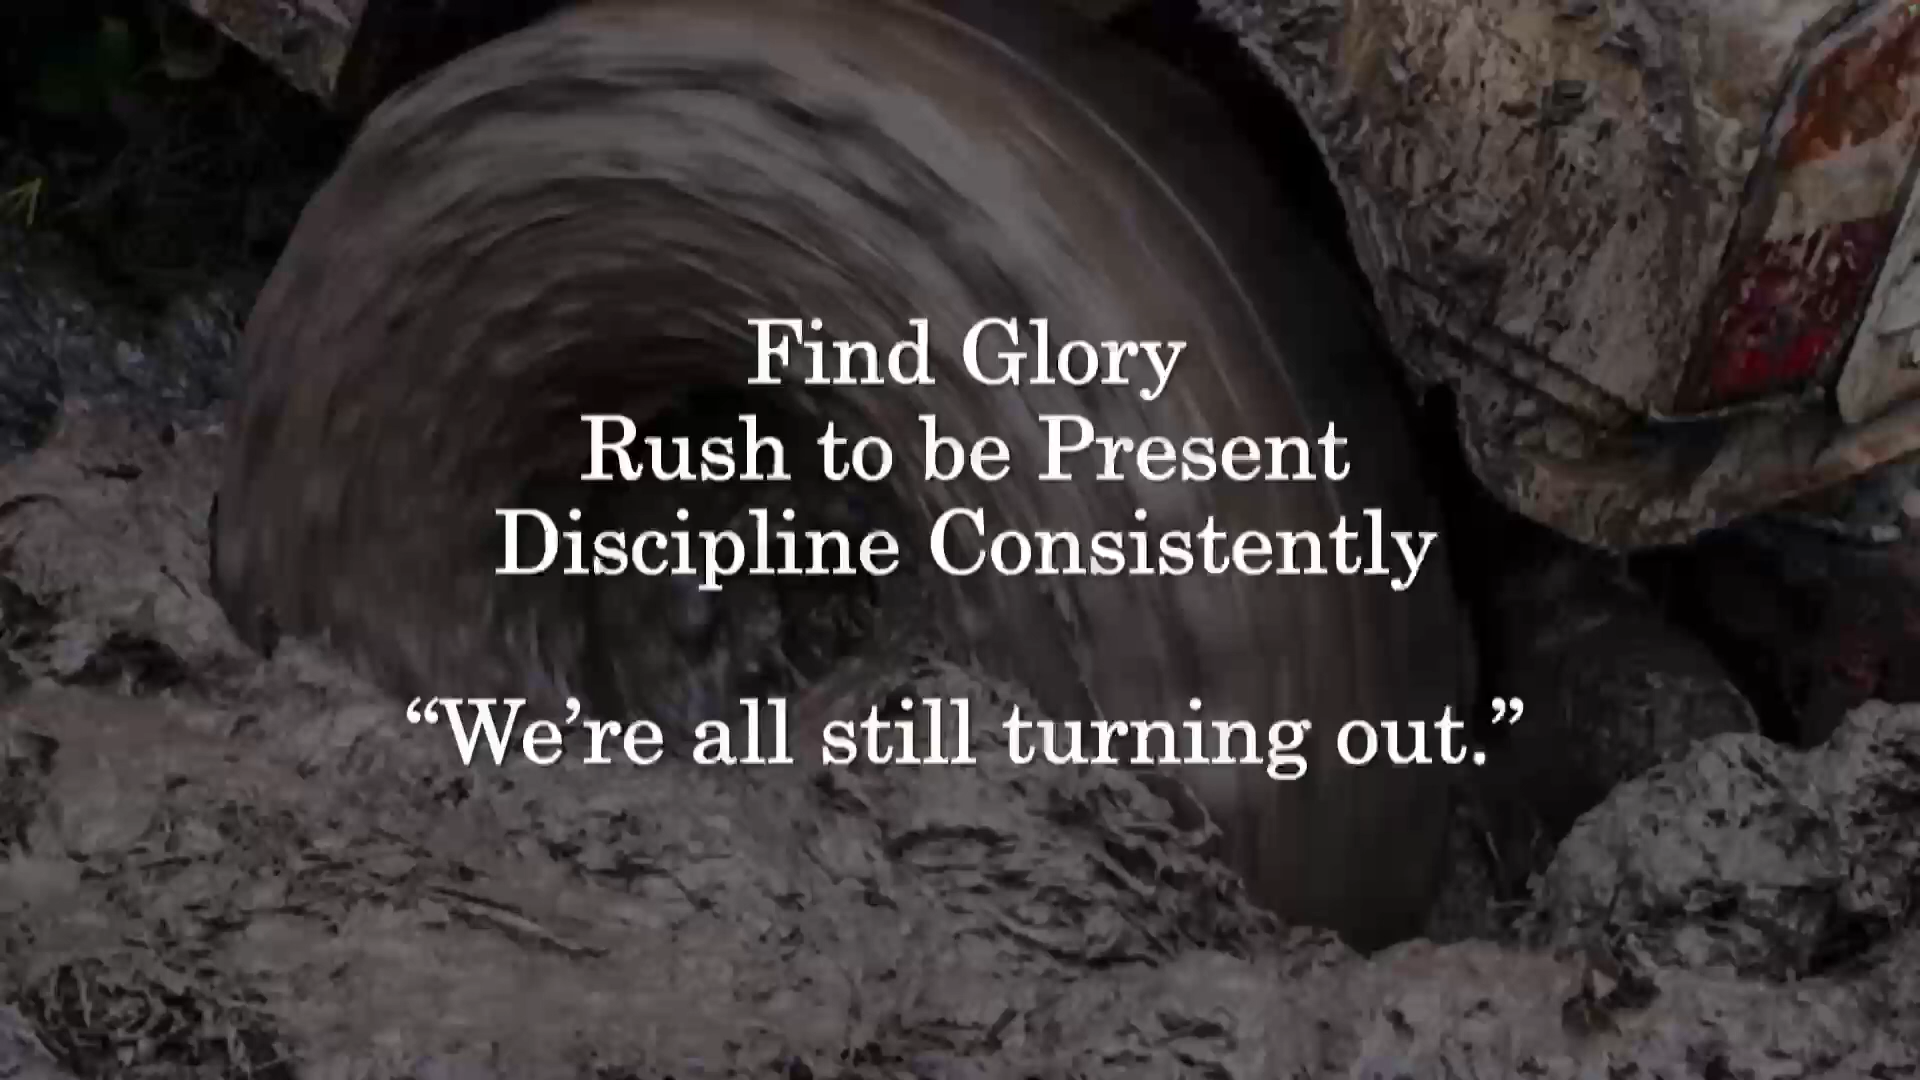 Find Glory
Rush to be Present
Discipline Consistently
“We’re all still turning out.”